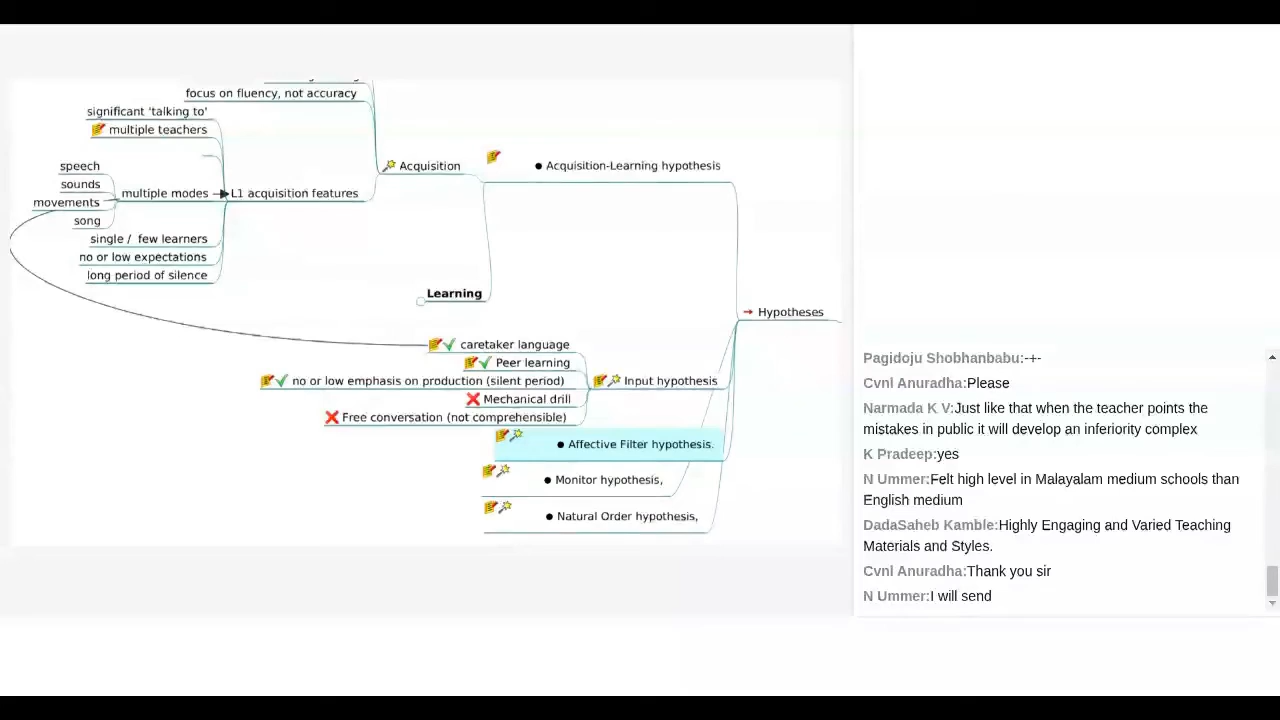 focus on fluency, not accuracy
significant 'talking to'
multiple teachers
speech
sounds
movements
song
multiple modes
L1 acquisition features
single / few learners
no or low expectations
long period of silence
Acquisition
● Acquisition-Learning hypothesis
Learning
Hypotheses
caretaker language
Peer learning
no or low emphasis on production (silent period)
Mechanical drill
Free conversation (not comprehensible)
Input hypothesis
● Affective Filter hypothesis.
● Monitor hypothesis,
● Natural Order hypothesis,
Pagidoju Shobhanbabu:-+-
Cvnl Anuradha:Please
Narmada K V:Just like that when the teacher points the
mistakes in public it will develop an inferiority complex
K Pradeep:yes
N Ummer:Felt high level in Malayalam medium schools than
English medium
DadaSaheb Kamble:Highly Engaging and Varied Teaching
Materials and Styles.
Cvnl Anuradha:Thank you sir
N Ummer:I will send